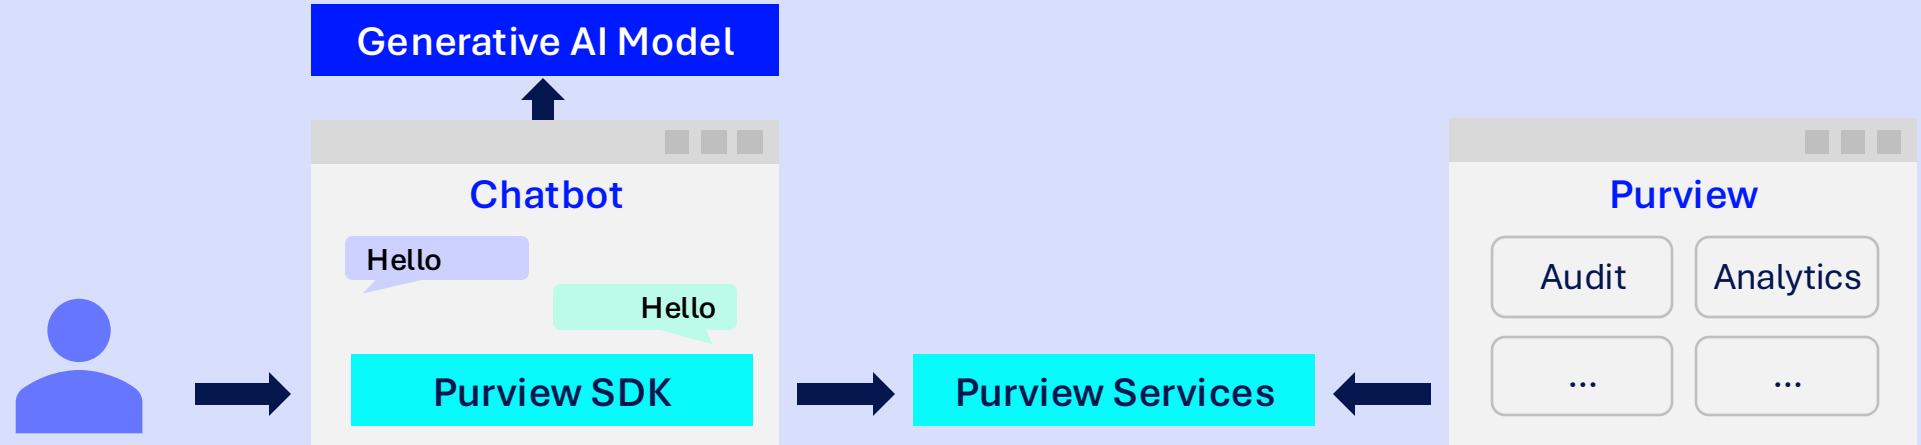 Generative AI Model
Chatbot
Hello
Hello
Purview SDK
Purview Services
Purview
Audit
Analytics
...
...